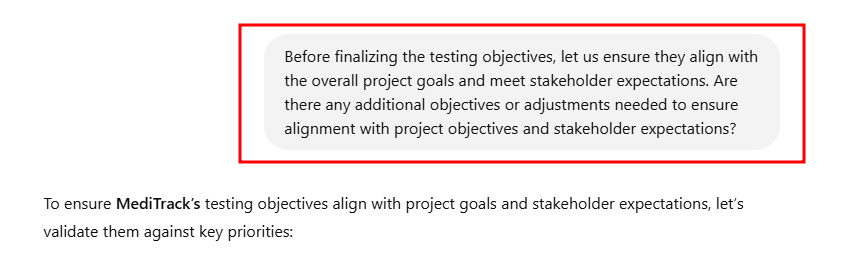 Before finalizing the testing objectives, let us ensure they align with
the overall project goals and meet stakeholder expectations. Are
there any additional objectives or adjustments needed to ensure
alignment with project objectives and stakeholder expectations?
To ensure MediTrack’s testing objectives align with project goals and stakeholder expectations, let’s
validate them against key priorities: